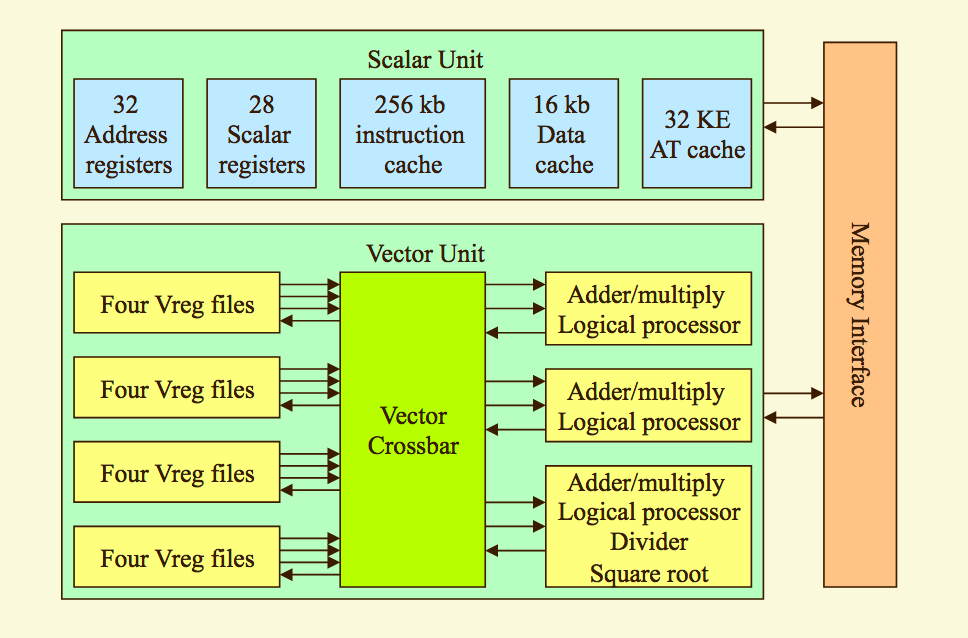 Scalar Unit
32
Address
registers
28
Scalar
registers
256 kb
instruction
cache
16 kb
Data
cache
32 KE
AT cache
Memory Interface
Vector Unit
Four Vreg files
Four Vreg files
Four Vreg files
Four Vreg files
Vector
Crossbar
Adder/multiply
Logical processor
Adder/multiply
Logical processor
Adder/multiply
Logical processor
Divider
Square root